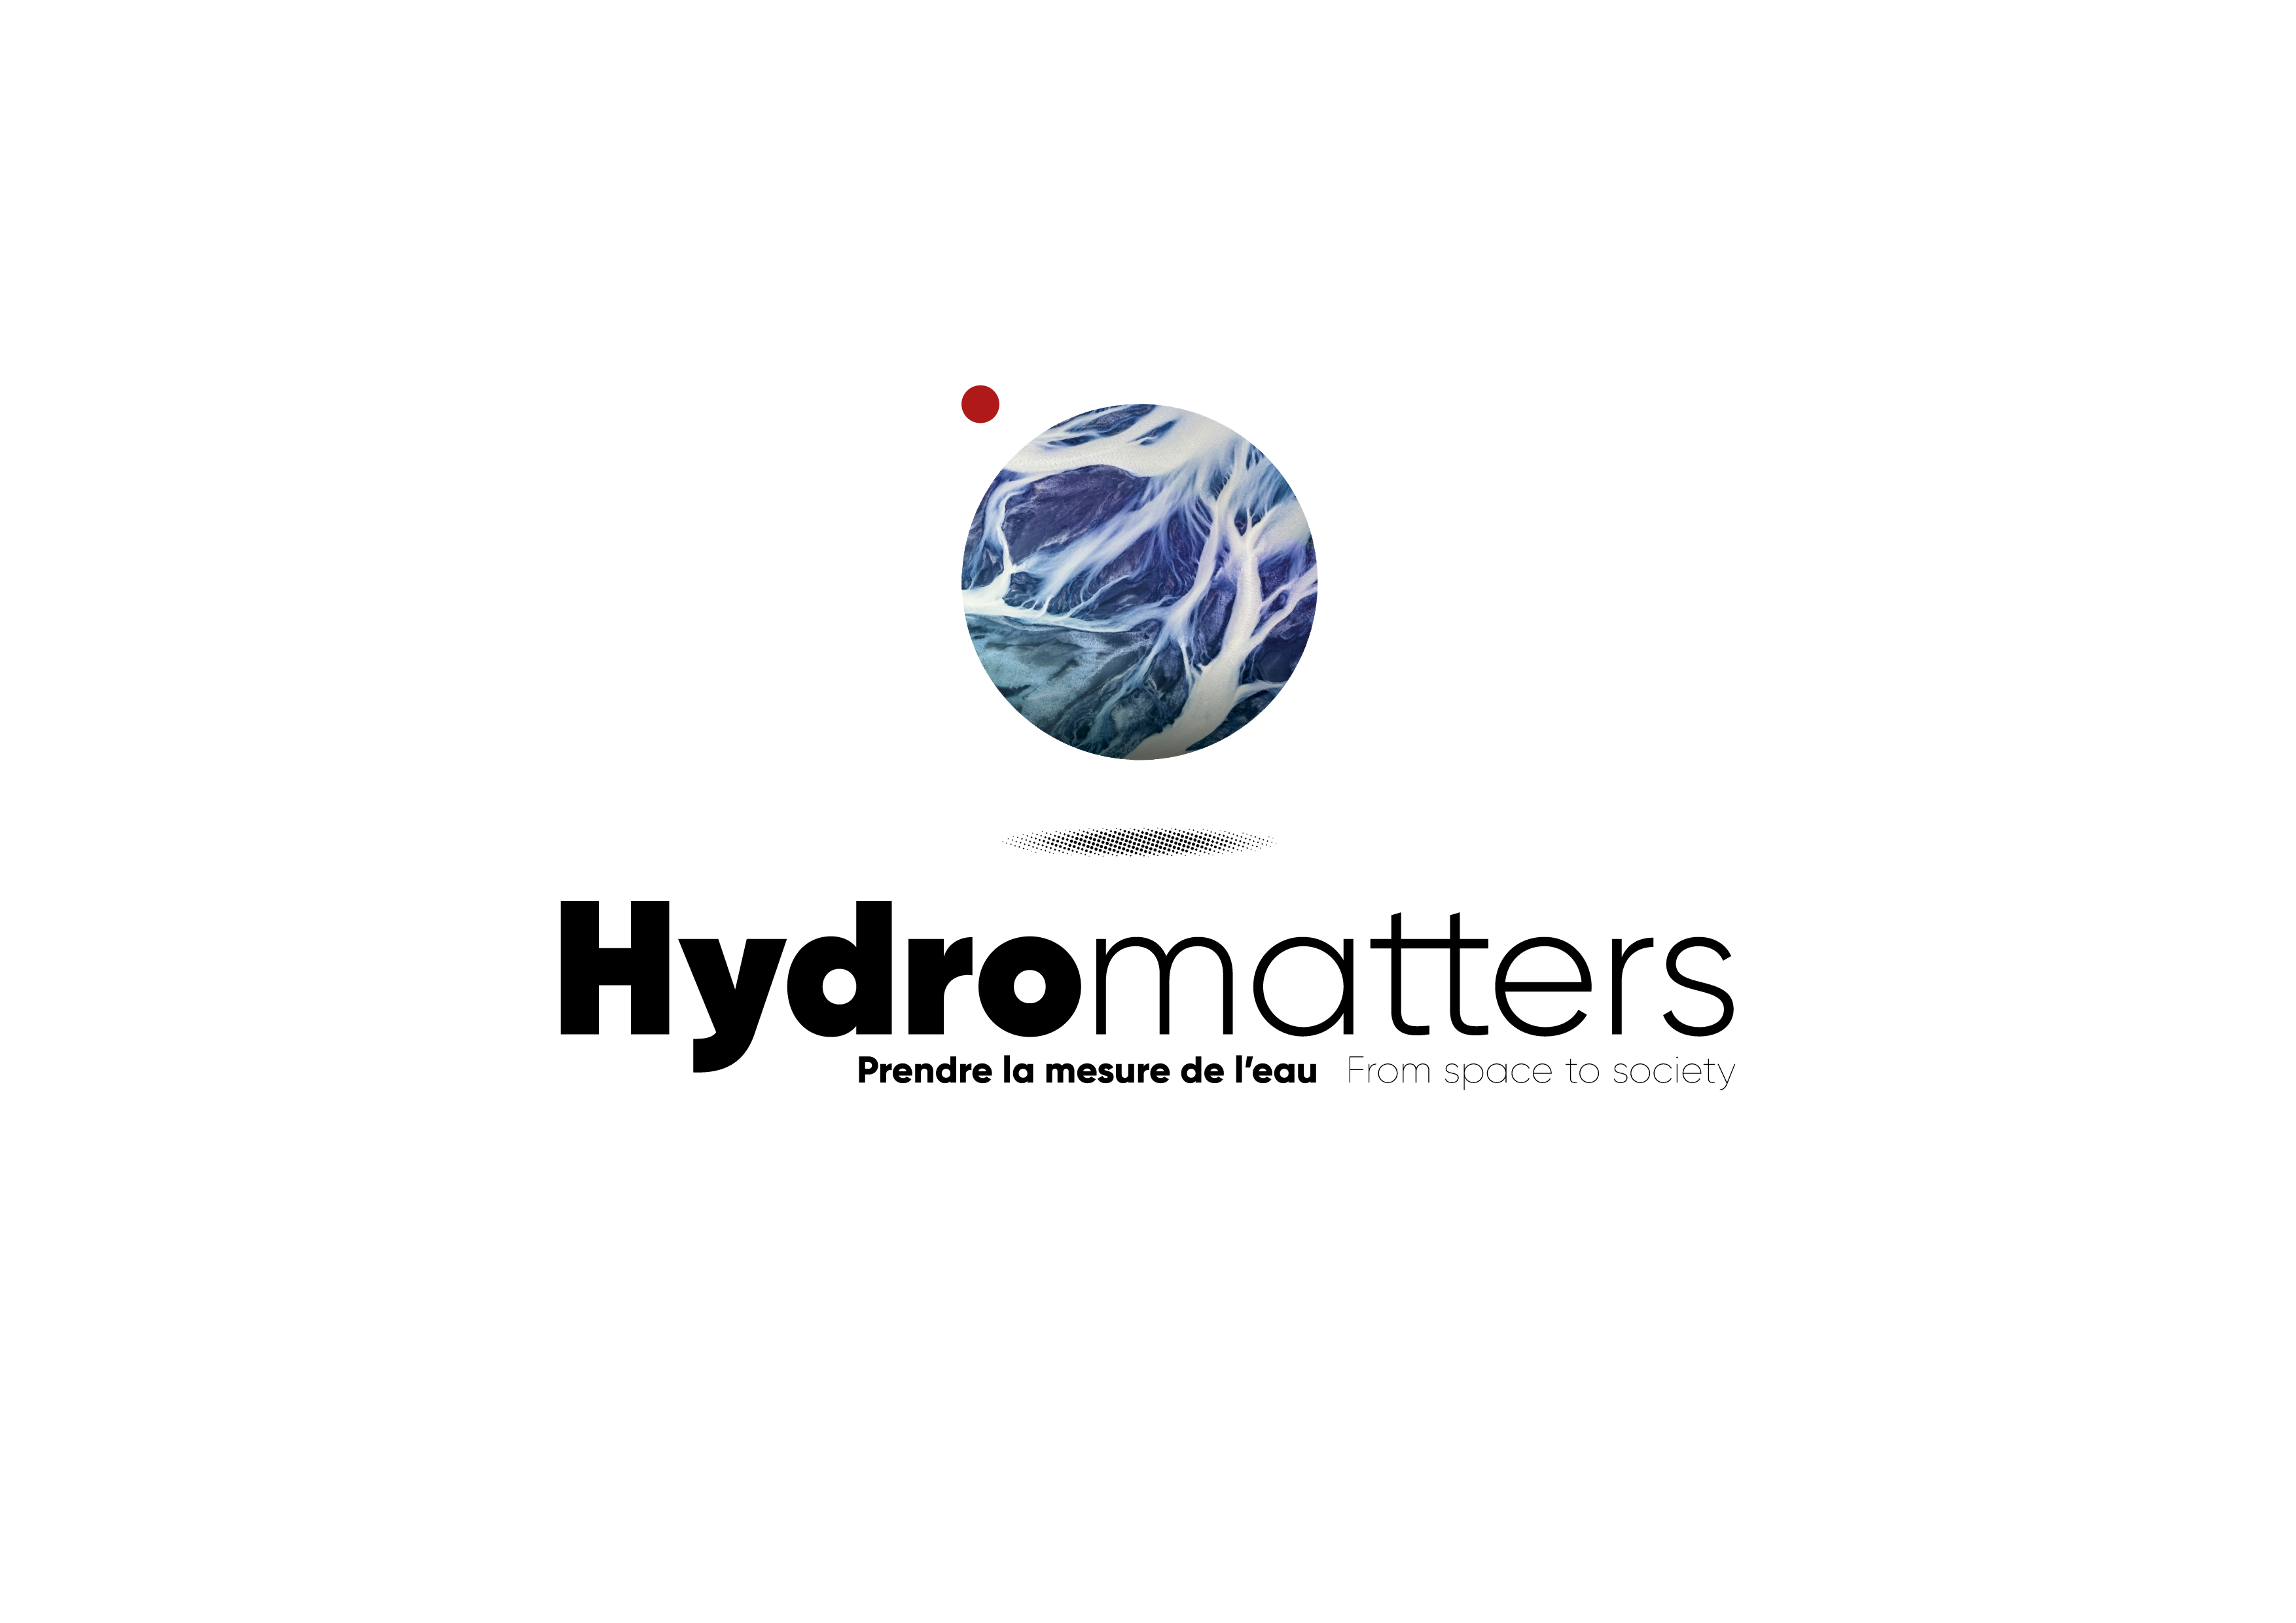 Hydromatters
Prendre la mesure de l’eau From space to society